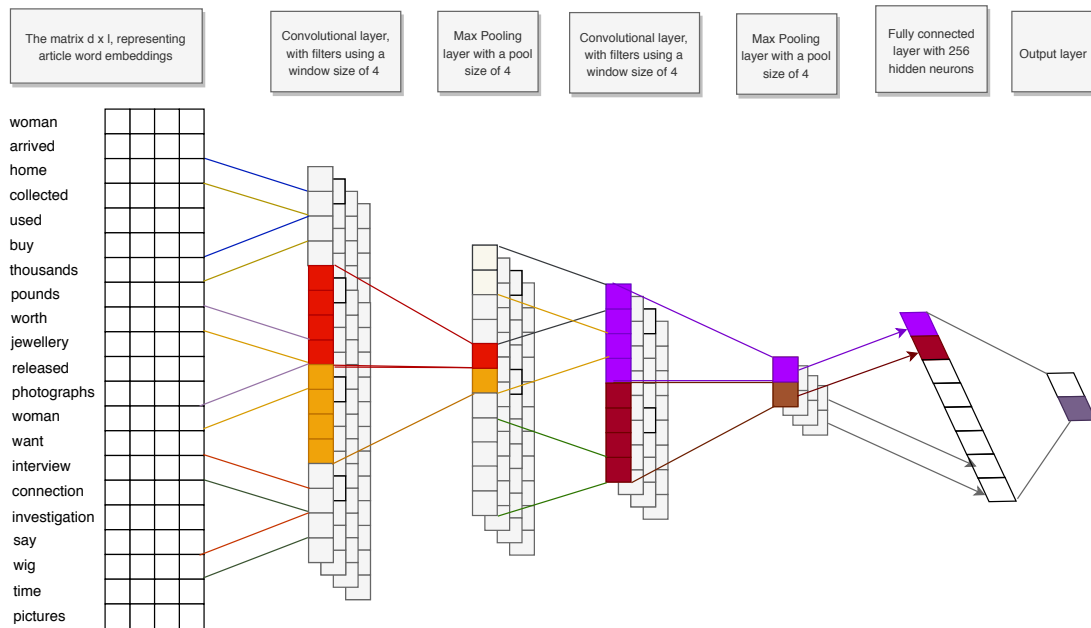 The matrix d x l, representing
article word embeddings
Convolutional layer,
with filters using a
window size of 4
Max Pooling
layer with a pool
size of 4
Convolutional layer,
with filters using a
window size of 4
Max Pooling
layer with a pool
size of 4
Fully connected
layer with 256
hidden neurons
Output layer
woman
arrived
home
collected
used
buy
thousands
pounds
worth
jewellery
released
photographs
woman
want
interview
connection
investigation
say
wig
time
pictures